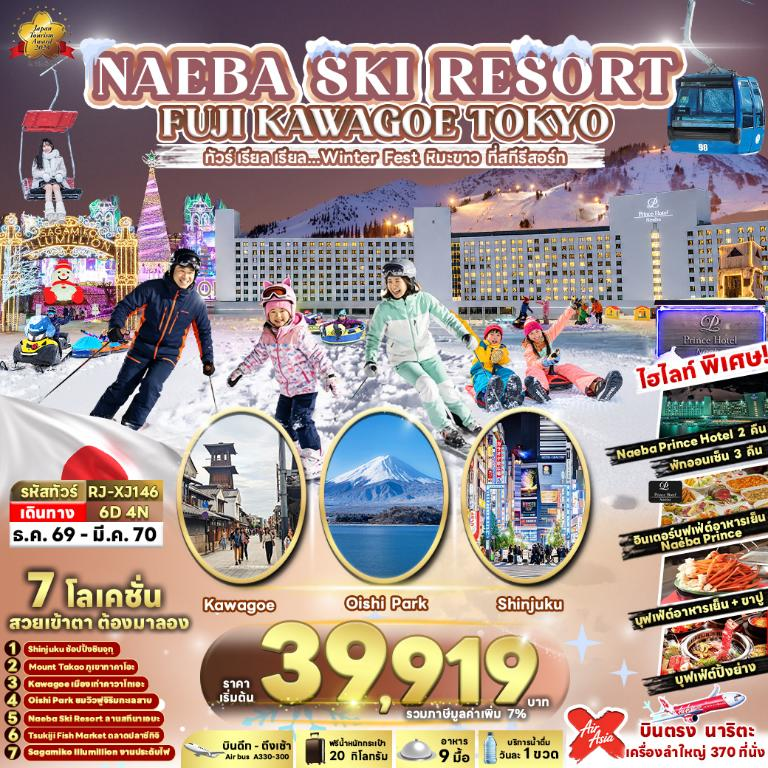 Japan
Tourism
Award
NAEBA SKI RESORT
FUJI KAWAGOE TOKYO
ทัวร์ เรียล เรียล...Winter Fest หิมะขาว ที่สกีรีสอร์ท
98
SAGAMIKO
ILLUMILLION
Prince Hotel
Naeba
Prince Hotel
Naeba
ไฮไลท์ พิเศษ!
Naeba Prince Hotel 2 คืน
พักออนเซ็น 3 คืน
Prince Hotel
อินเตอร์บุฟเฟ่ต์อาหารเย็น
Naeba Prince
บุฟเฟ่ต์อาหารเย็น + ขาปู
บุฟเฟ่ต์ปิ้งย่าง
รหัสทัวร์ RJ-XJ146
เดินทาง 6D 4N
ธ.ค. 69 - มี.ค. 70
Kawagoe
Oishi Park
Shinjuku
7 โลเคชั่น
สวยเข้าตา ต้องมาลอง
1 Shinjuku ช้อปปิ้งชินจุกุ
2 Mount Takao ภูเขาทาคาโอะ
3 Kawagoe เมืองเก่าคาวาโกเอะ
4 Oishi Park ชมวิวฟูจิริมทะเลสาบ
5 Naeba Ski Resort ลานสกีนาเอบะ
6 Tsukiji Fish Market ตลาดปลาซึกิจิ
7 Sagamiko Illumillion งานประดับไฟ
ราคา
เริ่มต้น
39,919
บาท
รวมภาษีมูลค่าเพิ่ม 7%
บินดึก - ถึงเช้า
Air bus A330-300
ฟรีน้ำหนักกระเป๋า
20 กิโลกรัม
อาหาร
9 มื้อ
บริการน้ำดื่ม
วันละ 1 ขวด
Air
Asia
บินตรง นาริตะ
เครื่องลำใหญ่ 370 ที่นั่ง